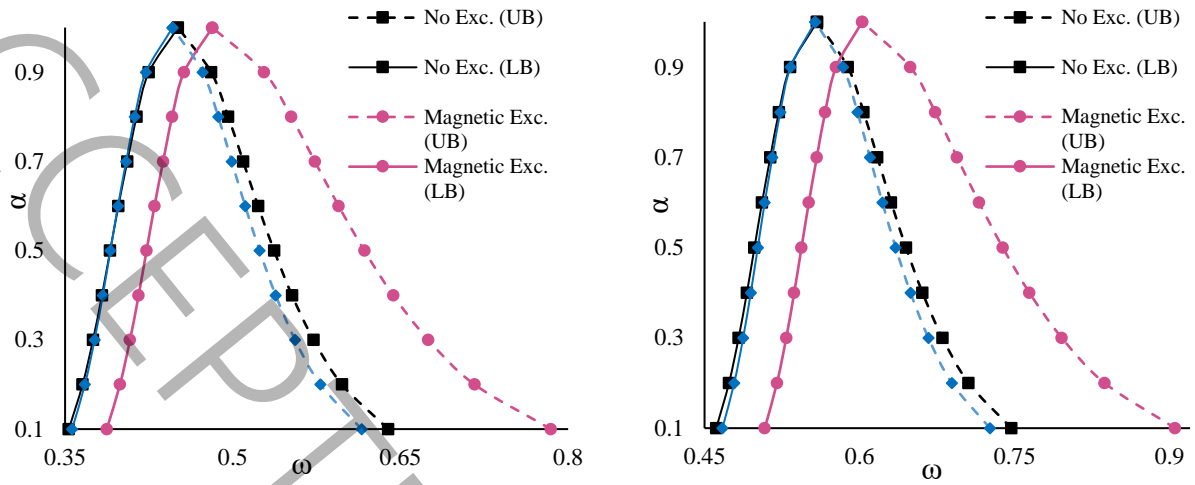 No Exc. (UB)
No Exc. (LB)
Magnetic Exc.
(UB)
Magnetic Exc.
(LB)
0.9
0.7
0.5
0.3
0.1
α
0.35
0.5
0.65
0.8
ω
No Exc. (UB)
No Exc. (LB)
Magnetic Exc.
(UB)
Magnetic Exc.
(LB)
0.9
0.7
0.5
0.3
0.1
α
0.45
0.6
0.75
0.9
ω
CEPT